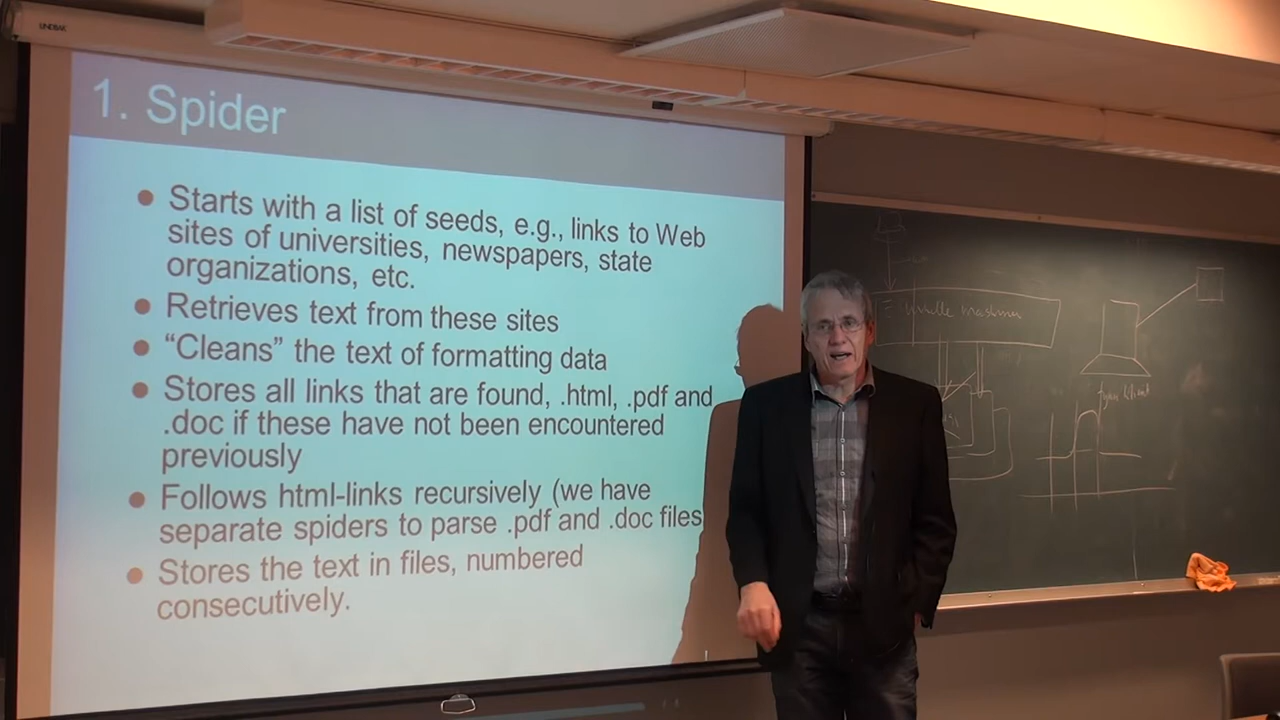 LINDBAK
1. Spider
• Starts with a list of seeds, e.g., links to Web
sites of universities, newspapers, state
organizations, etc.
• Retrieves text from these sites
• “Cleans” the text of formatting data
• Stores all links that are found, .html, .pdf and
.doc if these have not been encountered
previously
• Follows html-links recursively (we have
separate spiders to parse .pdf and .doc files
• Stores the text in files, numbered
consecutively.